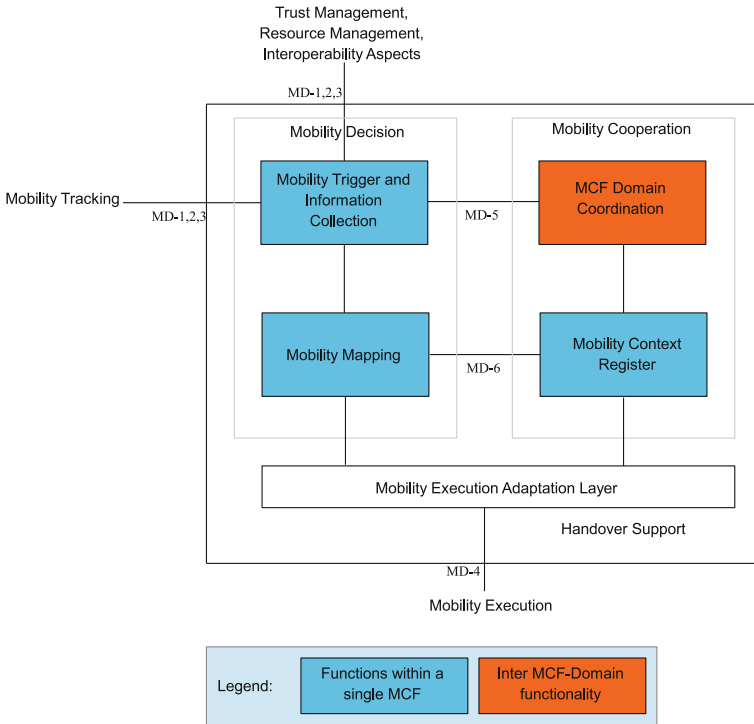 Trust Management,
Resource Management,
Interoperability Aspects
MD-1,2,3
Mobility Decision
Mobility Cooperation
Mobility Tracking
MD-1,2,3
Mobility Trigger and
Information
Collection
MD-5
MCF Domain
Coordination
Mobility Mapping
MD-6
Mobility Context
Register
Mobility Execution Adaptation Layer
Handover Support
MD-4
Mobility Execution
Legend:
Functions within a
single MCF
Inter MCF-Domain
functionality